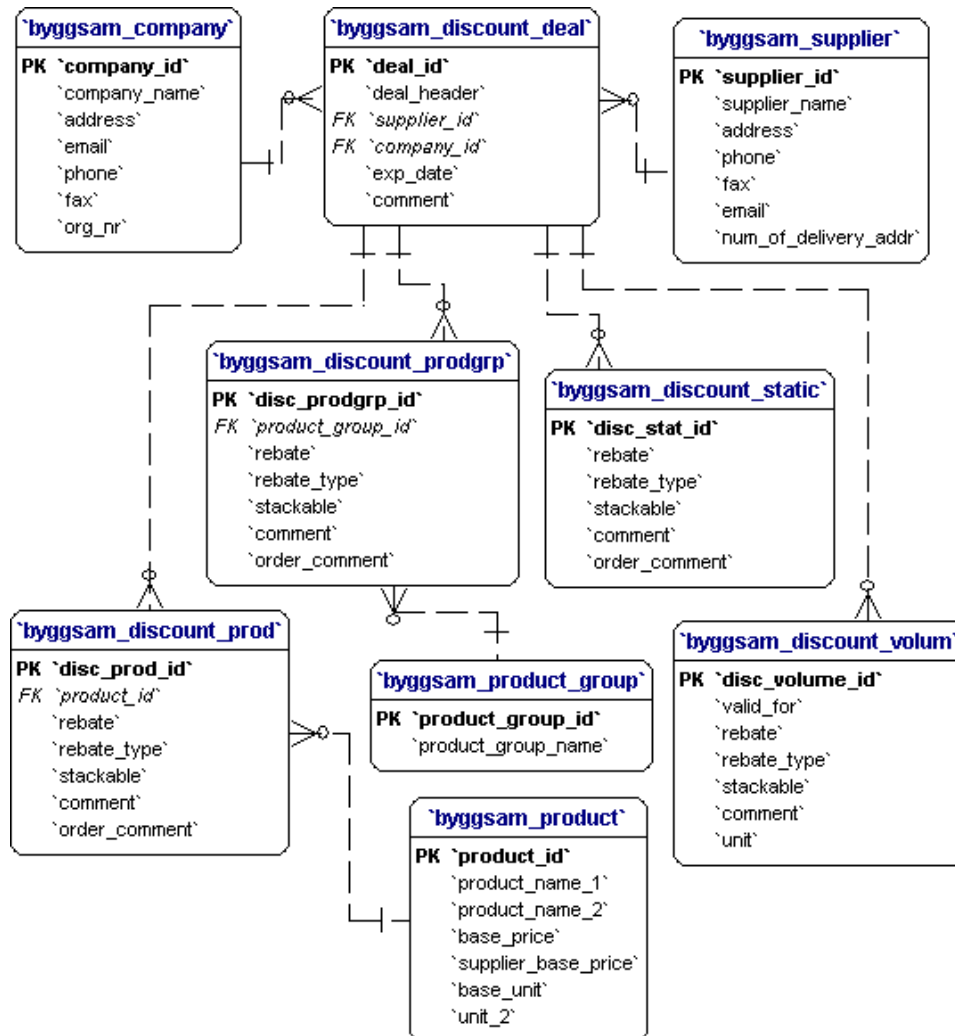 `byggsam_company`
PK `company_id`
`company_name`
`address`
`email`
`phone`
`fax`
`org_nr`
`byggsam_discount_deal`
PK `deal_id`
`deal_header`
FK `supplier_id`
FK `company_id`
`exp_date`
`comment`
`byggsam_supplier`
PK `supplier_id`
`supplier_name`
`address`
`phone`
`fax`
`email`
`num_of_delivery_addr`
`byggsam_discount_prodgrp`
PK `disc_prodgrp_id`
FK `product_group_id`
`rebate`
`rebate_type`
`stackable`
`comment`
`order_comment`
`byggsam_discount_static`
PK `disc_stat_id`
`rebate`
`rebate_type`
`stackable`
`comment`
`order_comment`
`byggsam_discount_prod`
PK `disc_prod_id`
FK `product_id`
`rebate`
`rebate_type`
`stackable`
`comment`
`order_comment`
`byggsam_product_group`
PK `product_group_id`
`product_group_name`
`byggsam_discount_volum
PK `disc_volume_id`
`valid_for`
`rebate`
`rebate_type`
`stackable`
`comment`
`unit`
`byggsam_product`
PK `product_id`
`product_name_1`
`product_name_2`
`base_price`
`supplier_base_price`
`base_unit`
`unit_2`